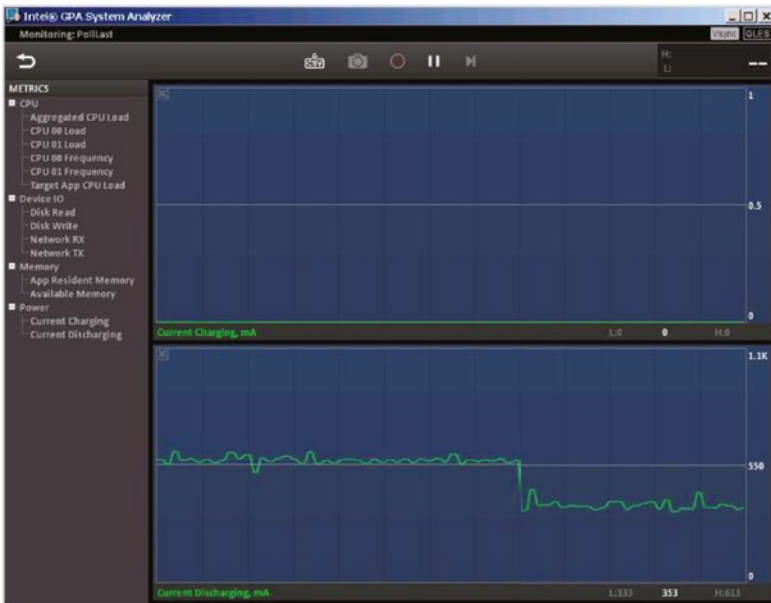 Intel® GPA System Analyzer
Monitoring: PollLast
Vsync GLES
CSV
H:
L:
--
METRICS
CPU
Aggregated CPU Load
CPU 00 Load
CPU 01 Load
CPU 00 Frequency
CPU 01 Frequency
Target App CPU Load
Device IO
Disk Read
Disk Write
Network RX
Network TX
Memory
App Resident Memory
Available Memory
Power
Current Charging
Current Discharging
1
0.5
0
Current Charging, mA L:0 0 H:0
1.1K
550
0
Current Discharging, mA L:333 353 H:613